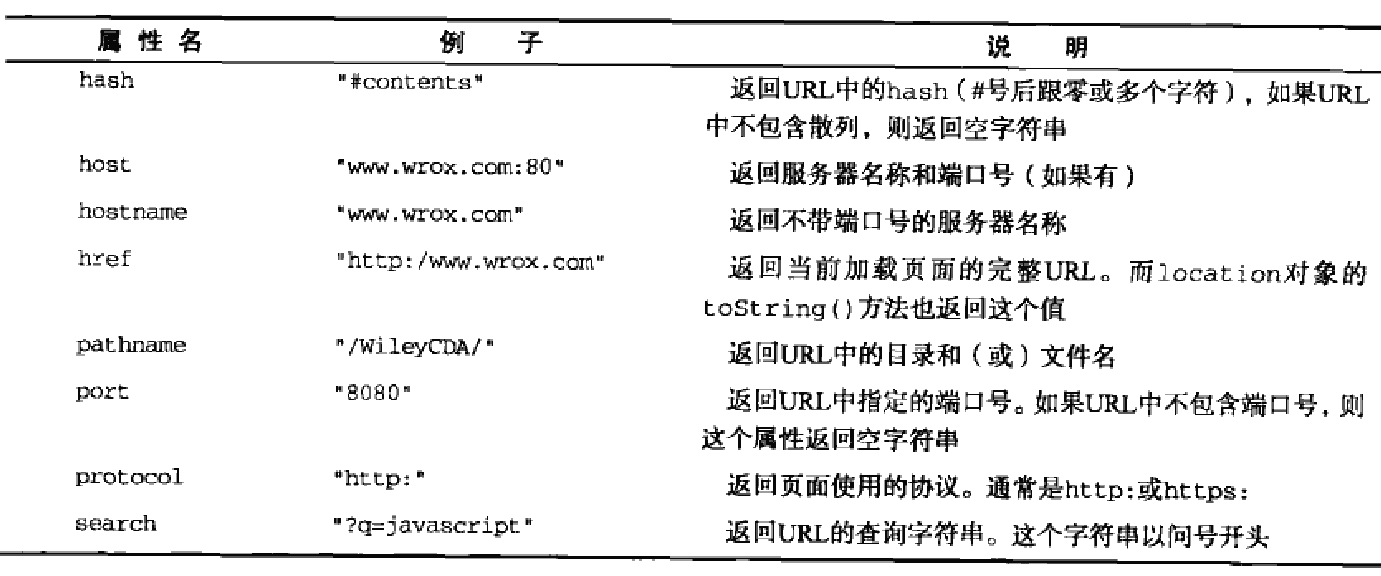 属 性 名 例 子 说 明
hash "#contents" 返回URL中的hash（#号后跟零或多个字符），如果URL
中不包含散列，则返回空字符串
host "www.wrox.com:80" 返回服务器名称和端口号（如果有）
hostname "www.wrox.com" 返回不带端口号的服务器名称
href "http:/www.wrox.com" 返回当前加载页面的完整URL。而location对象的
toString()方法也返回这个值
pathname "/WileyCDA/" 返回URL中的目录和（或）文件名
port "8080" 返回URL中指定的端口号。如果URL中不包含端口号，则
这个属性返回空字符串
protocol "http:" 返回页面使用的协议。通常是http:或https:
search "?q=javascript" 返回URL的查询字符串。这个字符串以问号开头